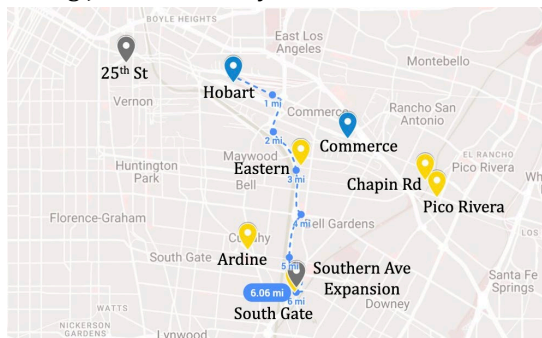 BOYLE HEIGHTS
East Los
Angeles
Montebello
25th St
Hobart
Vernon
1 mi
Commerce
Rancho San
Antonio
2 mi
Commerce
Maywood
Bell
Eastern
3 mi
EL RANCHO
Pico Rivera
Huntington
Park
Chapin Rd
Pico Rivera
Florence-Graham
ell Gardens
Ardine
South Gate
5 mi
Southern Ave
Expansion
Santa Fe
Springs
6.06 mi
6 mi
Downey
South Gate
WATTS
NICKERSON
GARDENS
Lynwood